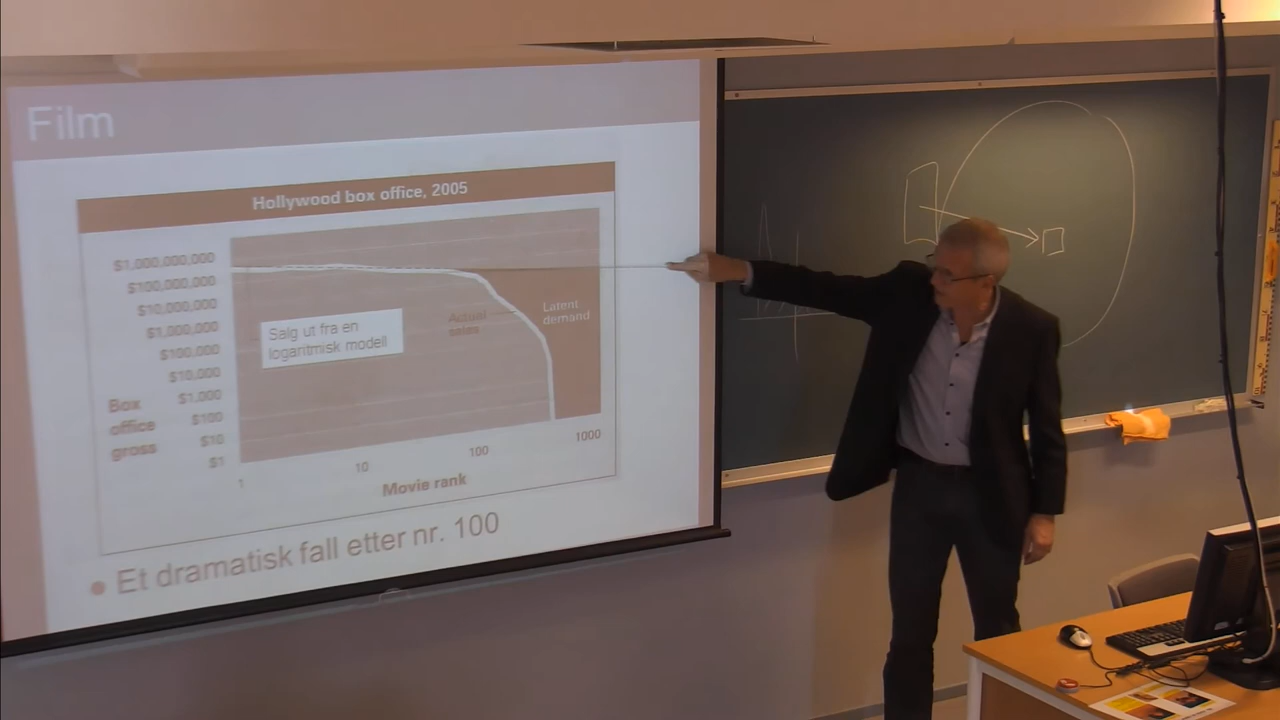 Film
Hollywood box office, 2005
$1,000,000,000
$100,000,000
$10,000,000
$1,000,000
$100,000
$10,000
$1,000
$100
$10
$1
Box
office
gross
Salg ut fra en
logaritmisk modell
Actual
sales
Latent
demand
1
10
100
1000
Movie rank
Et dramatisk fall etter nr. 100